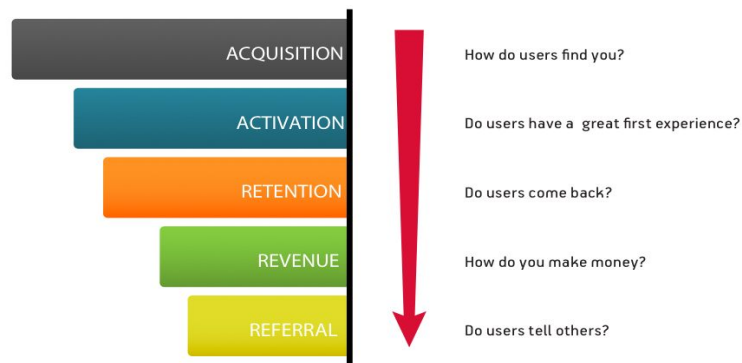 ACQUISITION
How do users find you?
ACTIVATION
Do users have a great first experience?
RETENTION
Do users come back?
REVENUE
How do you make money?
REFERRAL
Do users tell others?